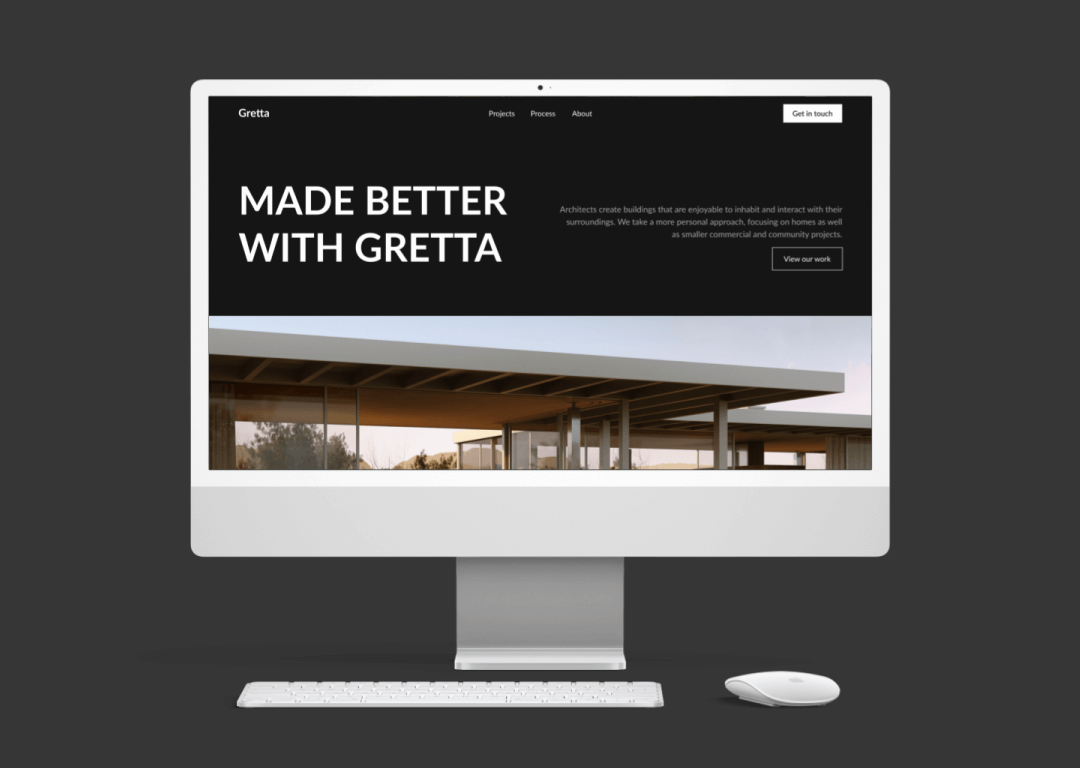 Gretta
Projects Process About
Get in touch
MADE BETTER
WITH GRETTA
Architects create buildings that are enjoyable to inhabit and interact with their
surroundings. We take a more personal approach, focusing on homes as well
as smaller commercial and community projects.
View our work